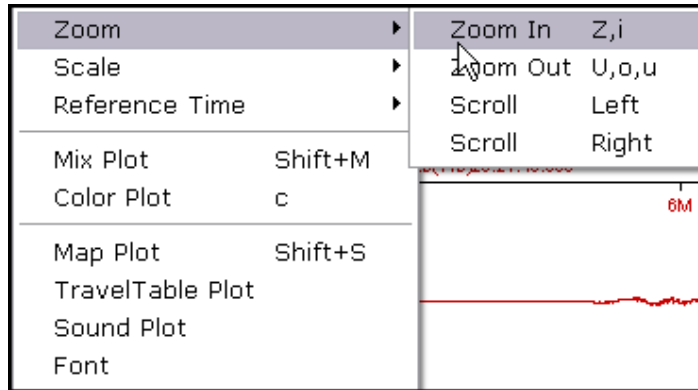 Zoom
Scale
Reference Time
Mix Plot Shift+M
Color Plot c
Map Plot Shift+S
TravelTable Plot
Sound Plot
Font
Zoom In Z,i
Zoom Out U,o,u
Scroll Left
Scroll Right
6M